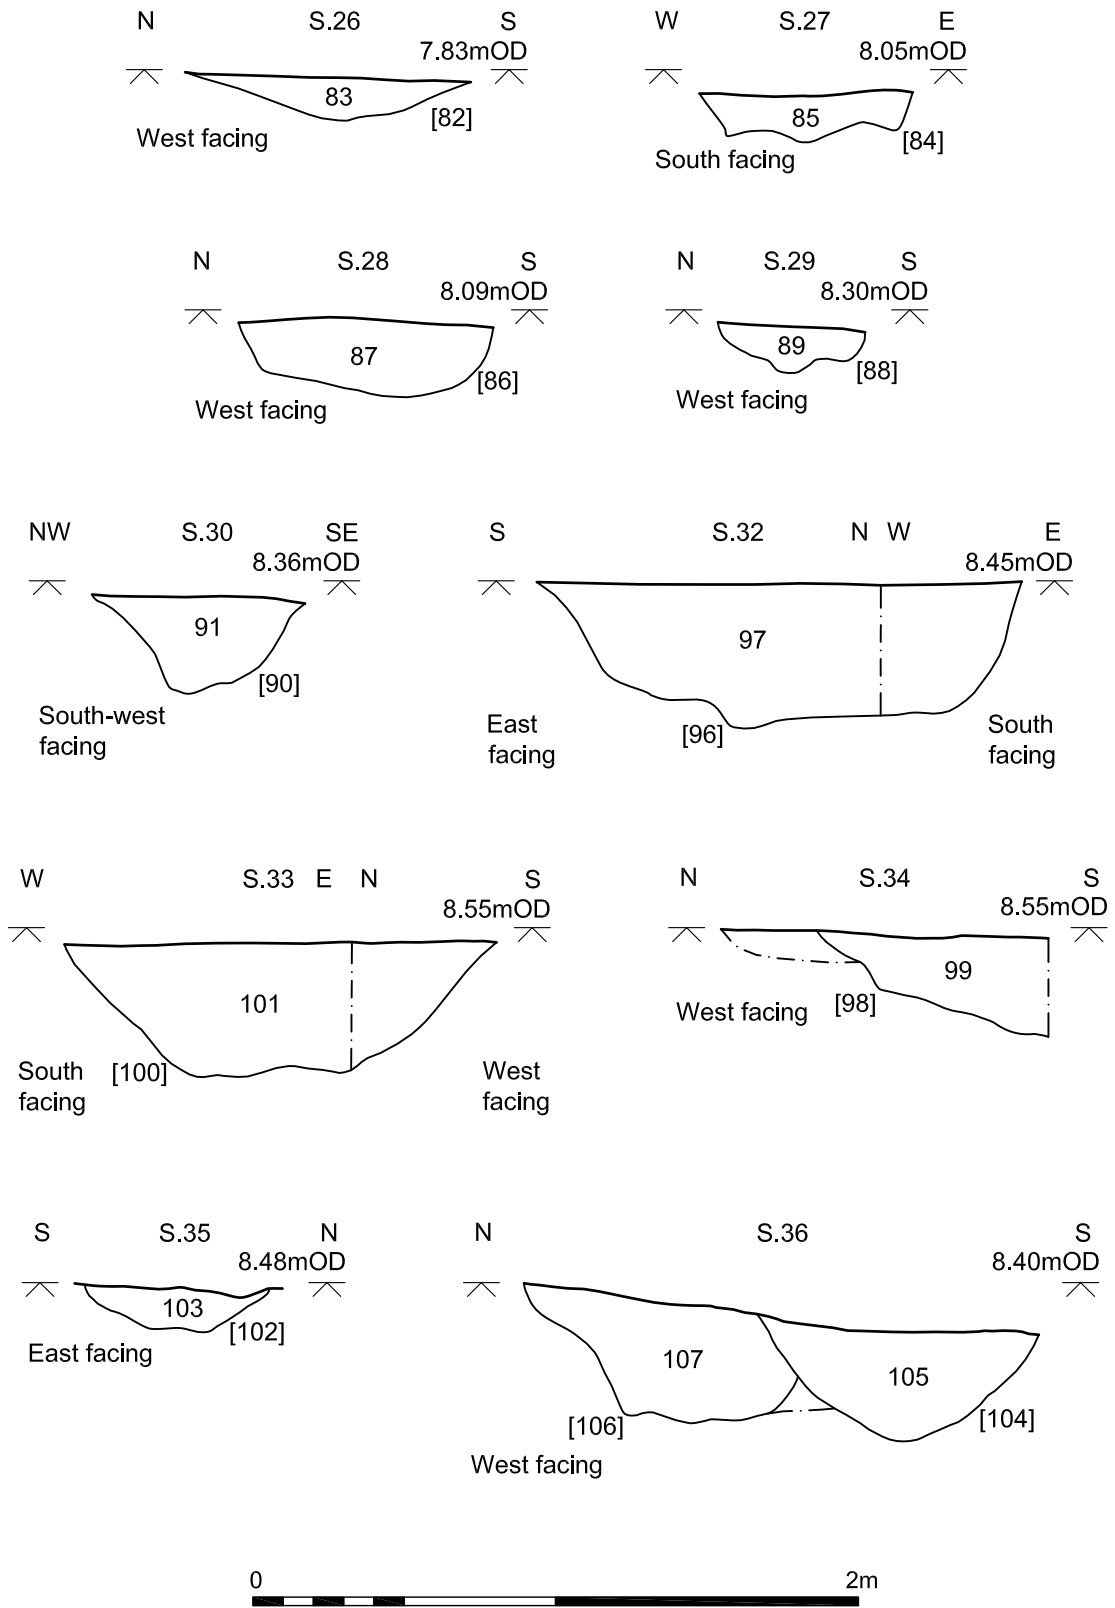 N S.26 S
7.83mOD
83
[82]
West facing
W S.27 E
8.05mOD
85
[84]
South facing
N S.28 S
8.09mOD
87
[86]
West facing
N S.29 S
8.30mOD
89
[88]
West facing
NW S.30 SE
8.36mOD
91
[90]
South-west
facing
S S.32 N W E
8.45mOD
97
[96]
East
facing
South
facing
W S.33 E N S
8.55mOD
101
[100]
South
facing
West
facing
N S.34 S
8.55mOD
99
[98]
West facing
S S.35 N
8.48mOD
103
[102]
East facing
N S.36 S
8.40mOD
107
105
[106]
[104]
West facing
0 2m